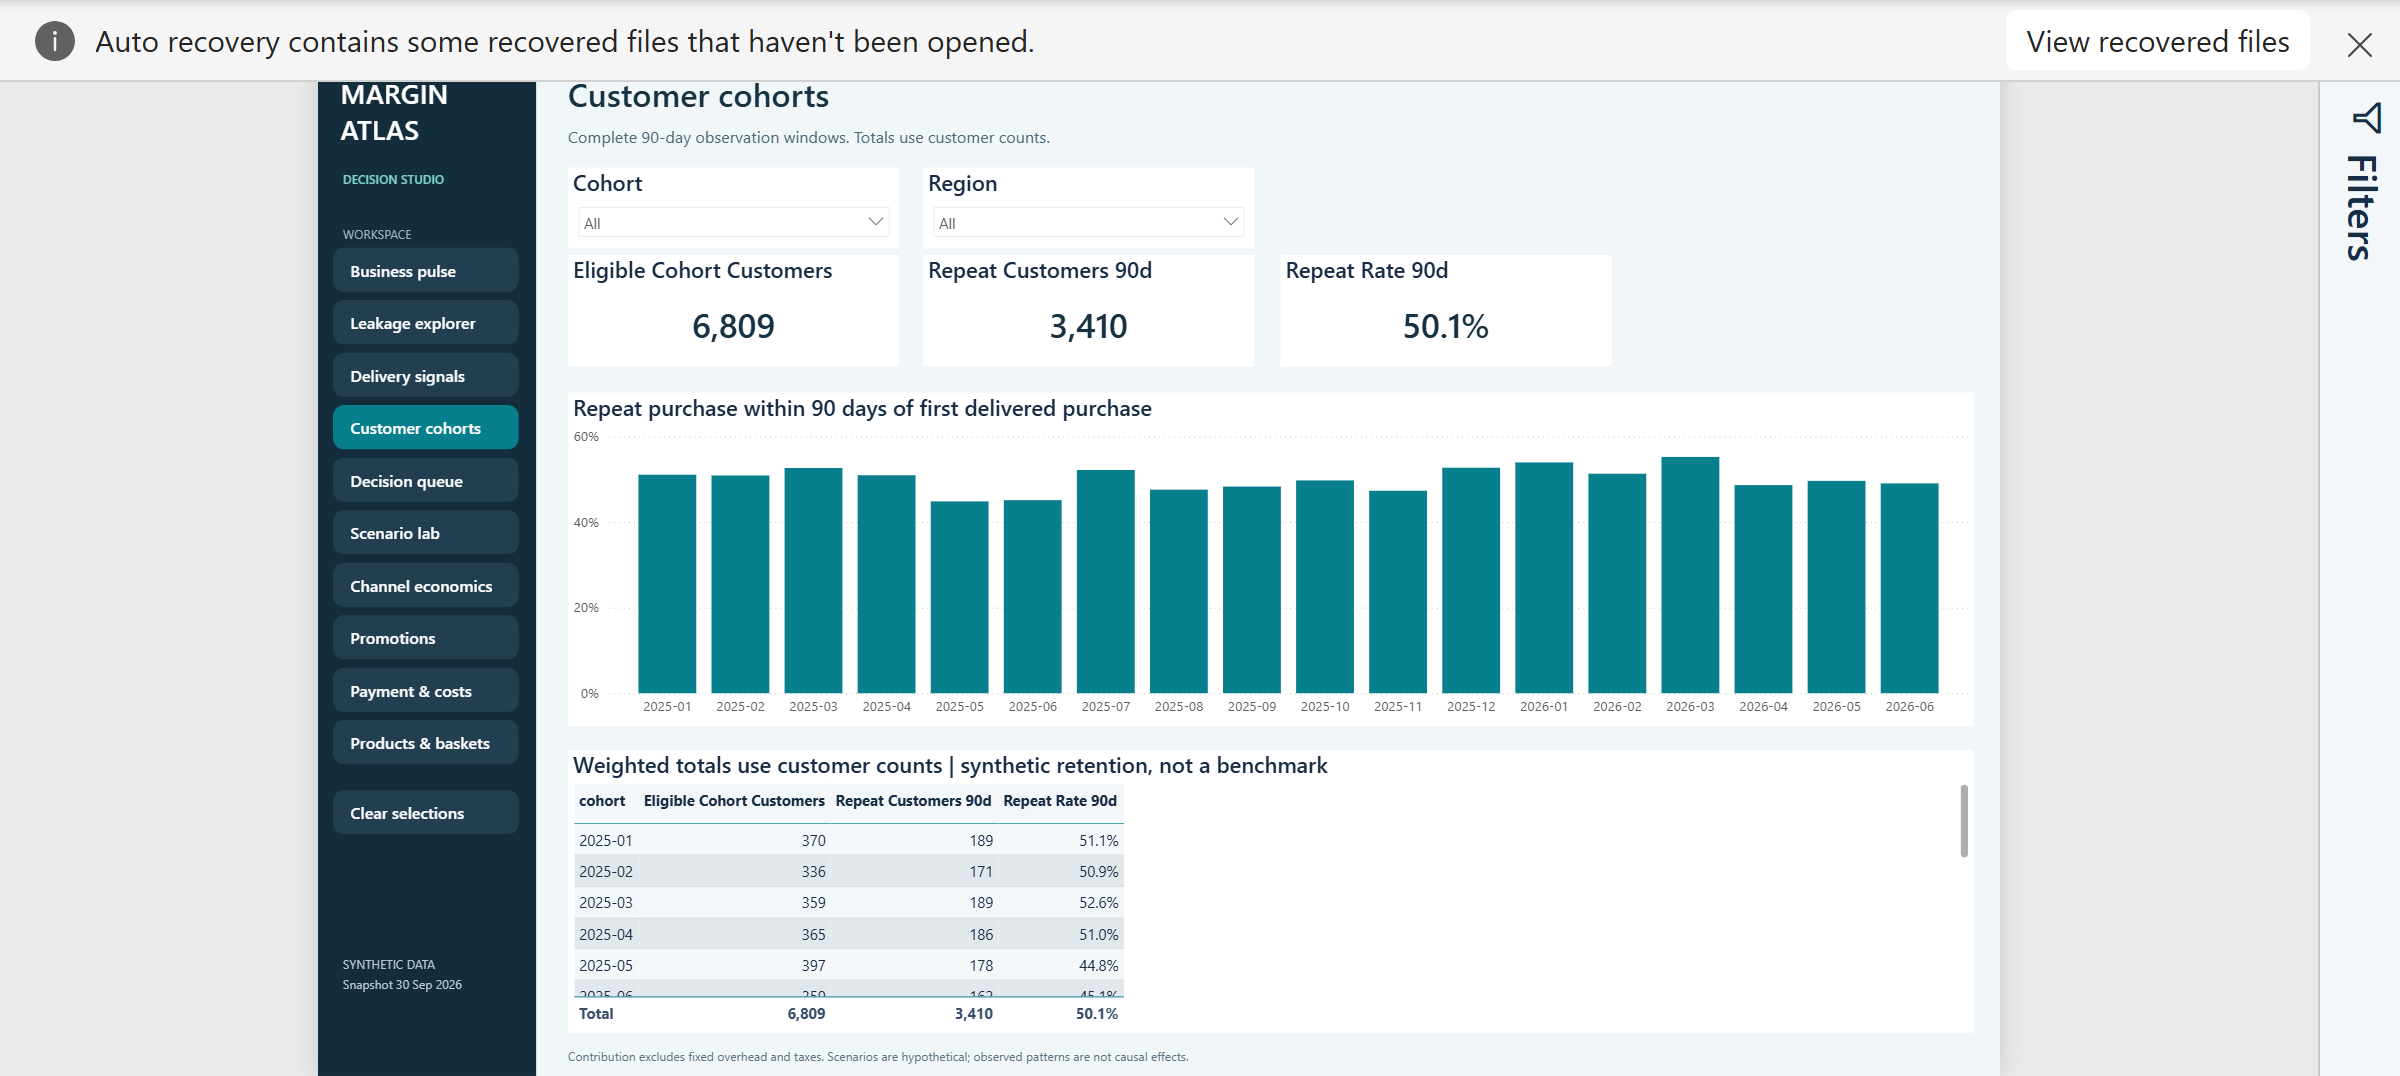 Auto recovery contains some recovered files that haven't been opened.
View recovered files
MARGIN
ATLAS
DECISION STUDIO
WORKSPACE
Business pulse
Leakage explorer
Delivery signals
Customer cohorts
Decision queue
Scenario lab
Channel economics
Promotions
Payment & costs
Products & baskets
Clear selections
SYNTHETIC DATA
Snapshot 30 Sep 2026
Customer cohorts
Complete 90-day observation windows. Totals use customer counts.
Cohort
All
Region
All
Eligible Cohort Customers
6,809
Repeat Customers 90d
3,410
Repeat Rate 90d
50.1%
Repeat purchase within 90 days of first delivered purchase
60%
40%
20%
0%
2025-01 2025-02 2025-03 2025-04 2025-05 2025-06 2025-07 2025-08 2025-09 2025-10 2025-11 2025-12 2026-01 2026-02 2026-03 2026-04 2026-05 2026-06
Weighted totals use customer counts | synthetic retention, not a benchmark
cohort Eligible Cohort Customers Repeat Customers 90d Repeat Rate 90d
2025-01 370 189 51.1%
2025-02 336 171 50.9%
2025-03 359 189 52.6%
2025-04 365 186 51.0%
2025-05 397 178 44.8%
2025-06 359 162 45.1%
Total 6,809 3,410 50.1%
Contribution excludes fixed overhead and taxes. Scenarios are hypothetical; observed patterns are not causal effects.
Filters